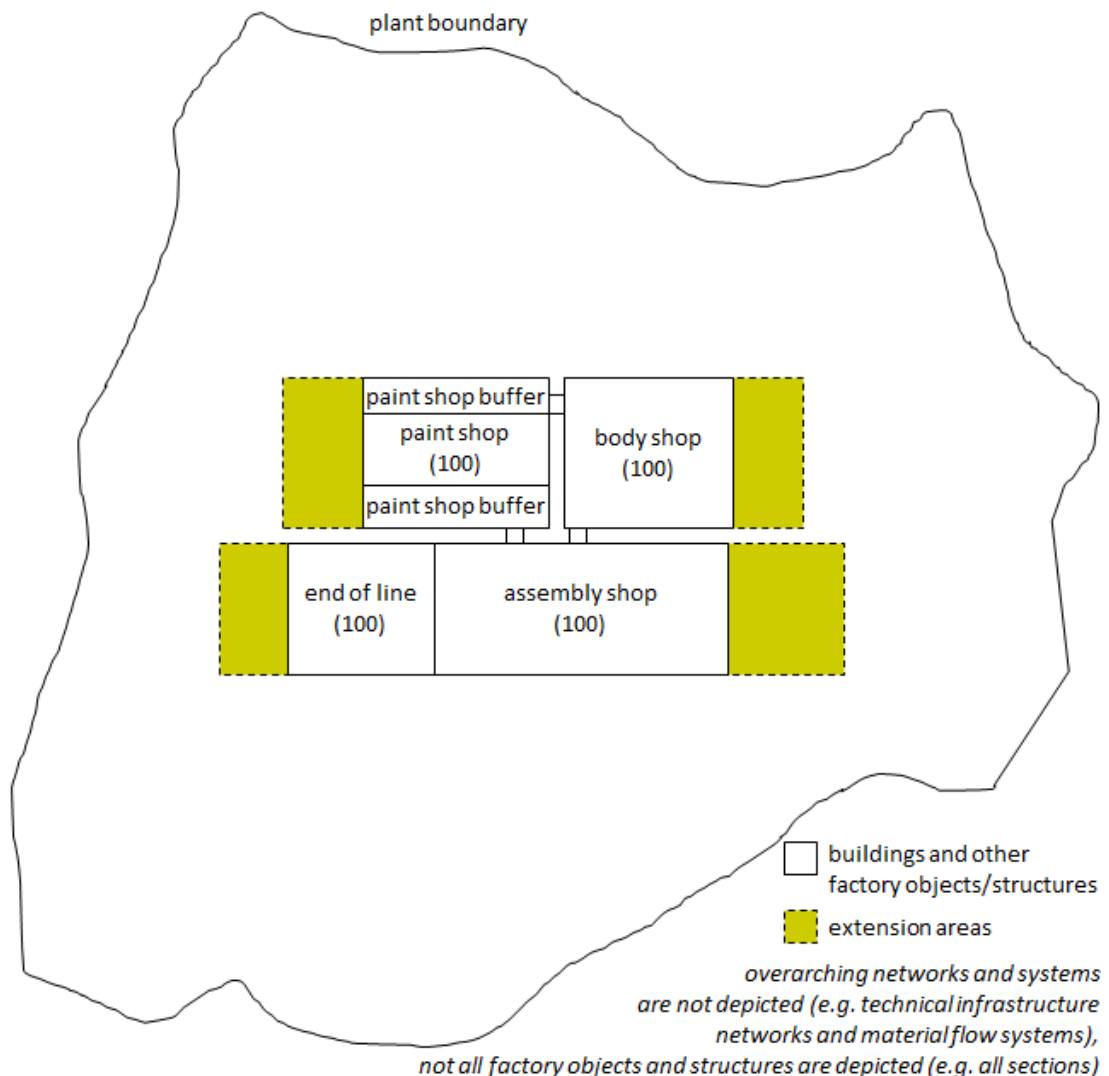 plant boundary
paint shop buffer
paint shop
(100)
paint shop buffer
body shop
(100)
end of line
(100)
assembly shop
(100)
buildings and other
factory objects/structures
extension areas
overarching networks and systems
are not depicted (e.g. technical infrastructure
networks and material flow systems),
not all factory objects and structures are depicted (e.g. all sections)